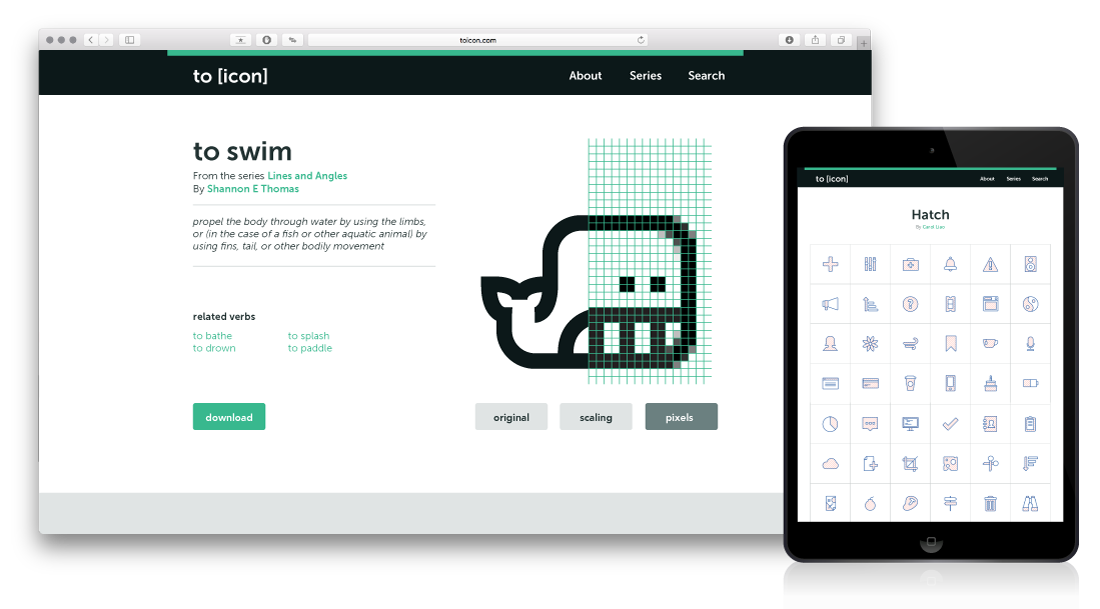 toicon.com
to [icon]
About
Series
Search
to swim
From the series Lines and Angles
By Shannon E Thomas
propel the body through water by using the limbs,
or (in the case of a fish or other aquatic animal) by
using fins, tail, or other bodily movement
related verbs
to bathe
to splash
to drown
to paddle
download
original
scaling
pixels
to [icon]
About
Series
Search
Hatch
By Carol Liao